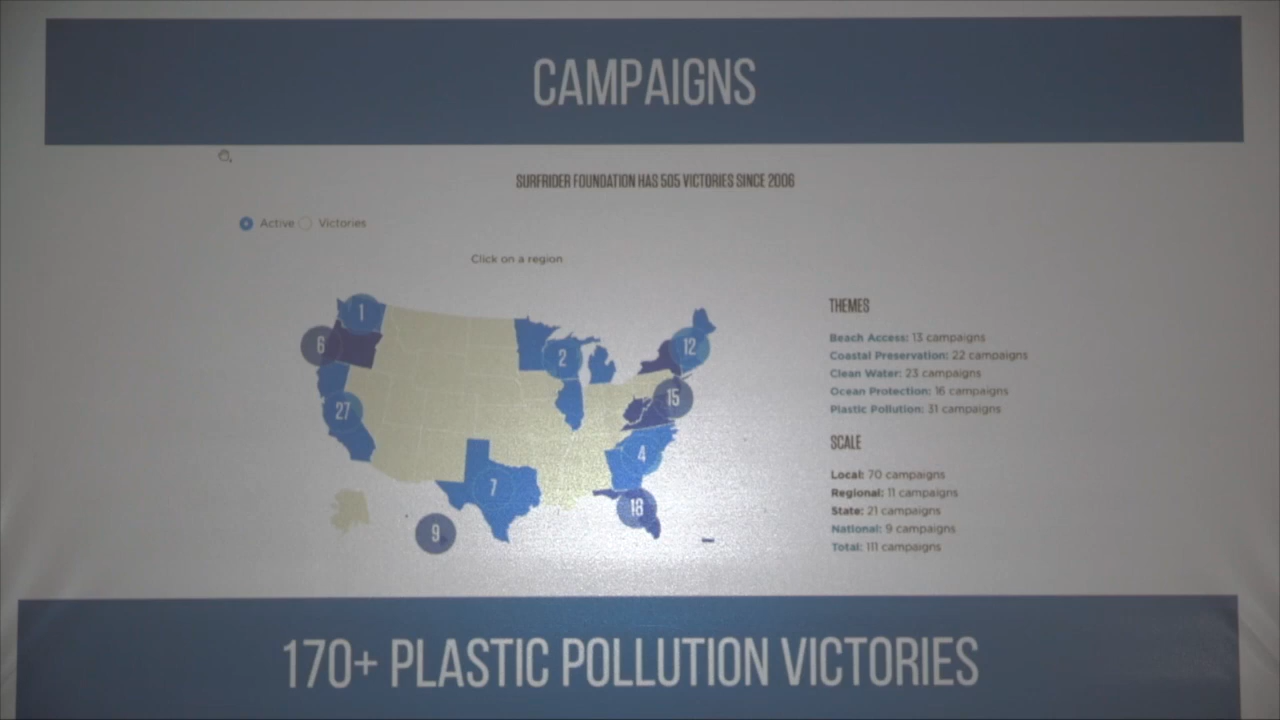 CAMPAIGNS
SURFRIDER FOUNDATION HAS 505 VICTORIES SINCE 2006
Active Victories
Click on a region
1
6
2
12
27
15
4
7
18
9
THEMES
Beach Access: 13 campaigns
Coastal Preservation: 22 campaigns
Clean Water: 23 campaigns
Ocean Protection: 16 campaigns
Plastic Pollution: 31 campaigns
SCALE
Local: 70 campaigns
Regional: 11 campaigns
State: 21 campaigns
National: 9 campaigns
Total: 111 campaigns
170+ PLASTIC POLLUTION VICTORIES